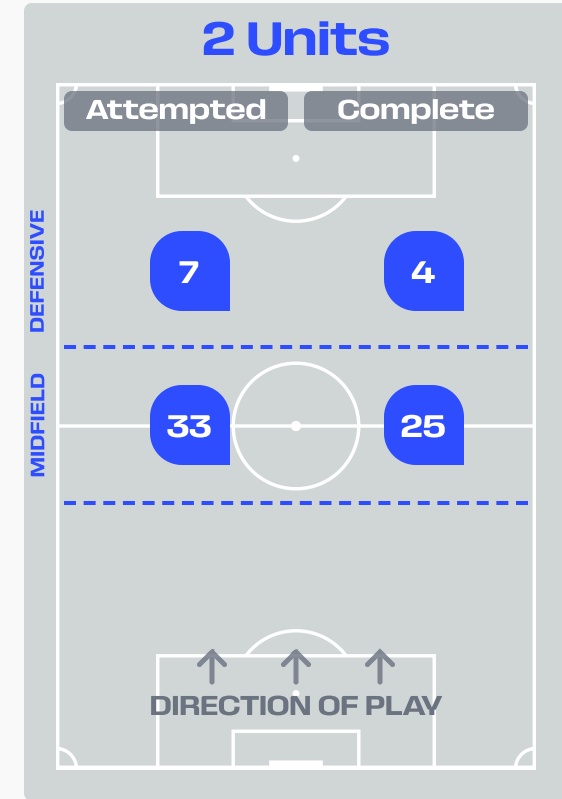 2 Units
Attempted Complete
DEFENSIVE
7 4
MIDFIELD
33 25
DIRECTION OF PLAY